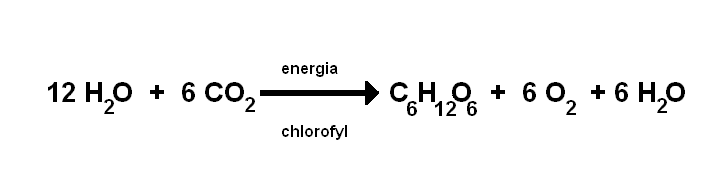 energia
12 H₂O + 6 CO₂ → C₆H₁₂O₆ + 6 O₂ + 6 H₂O
chlorofyl